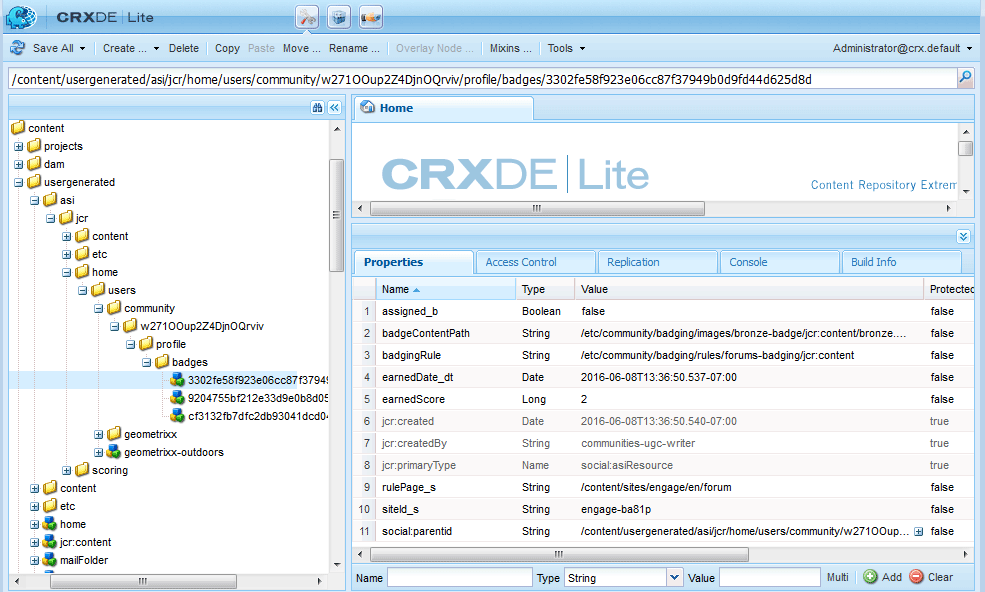 CRXDE | Lite
Save All Create ... Delete Copy Paste Move ... Rename ... Overlay Node ... Mixins ... Tools Administrator@crx.default
/content/usergenerated/asi/jcr/home/users/community/w271OOup2Z4DjnOQrviv/profile/badges/3302fe58f923e06cc87f37949b0d9fd44d625d8d
content
projects
dam
usergenerated
asi
jcr
content
etc
home
users
community
w271OOup2Z4DjnOQrviv
profile
badges
3302fe58f923e06cc87f3794
9204755bf212e33d9e0b8d05
cf3132fb7dfc2db93041dcd04
geometrixx
geometrixx-outdoors
scoring
content
etc
home
jcr:content
mailFolder
Home
CRXDE | Lite
Content Repository Extrem
Properties Access Control Replication Console Build Info
Name Type Value Protected
1 assigned_b Boolean false false
2 badgeContentPath String /etc/community/badging/images/bronze-badge/jcr:content/bronze.... false
3 badgingRule String /etc/community/badging/rules/forums-badging/jcr:content false
4 earnedDate_dt Date 2016-06-08T13:36:50.537-07:00 false
5 earnedScore Long 2 false
6 jcr:created Date 2016-06-08T13:36:50.540-07:00 true
7 jcr:createdBy String communities-ugc-writer true
8 jcr:primaryType Name social:asiResource true
9 rulePage_s String /content/sites/engage/en/forum false
10 siteId_s String engage-ba81p false
11 social:parentid String /content/usergenerated/asi/jcr/home/users/community/w271OOup... false
Name Type String Value Multi Add Clear